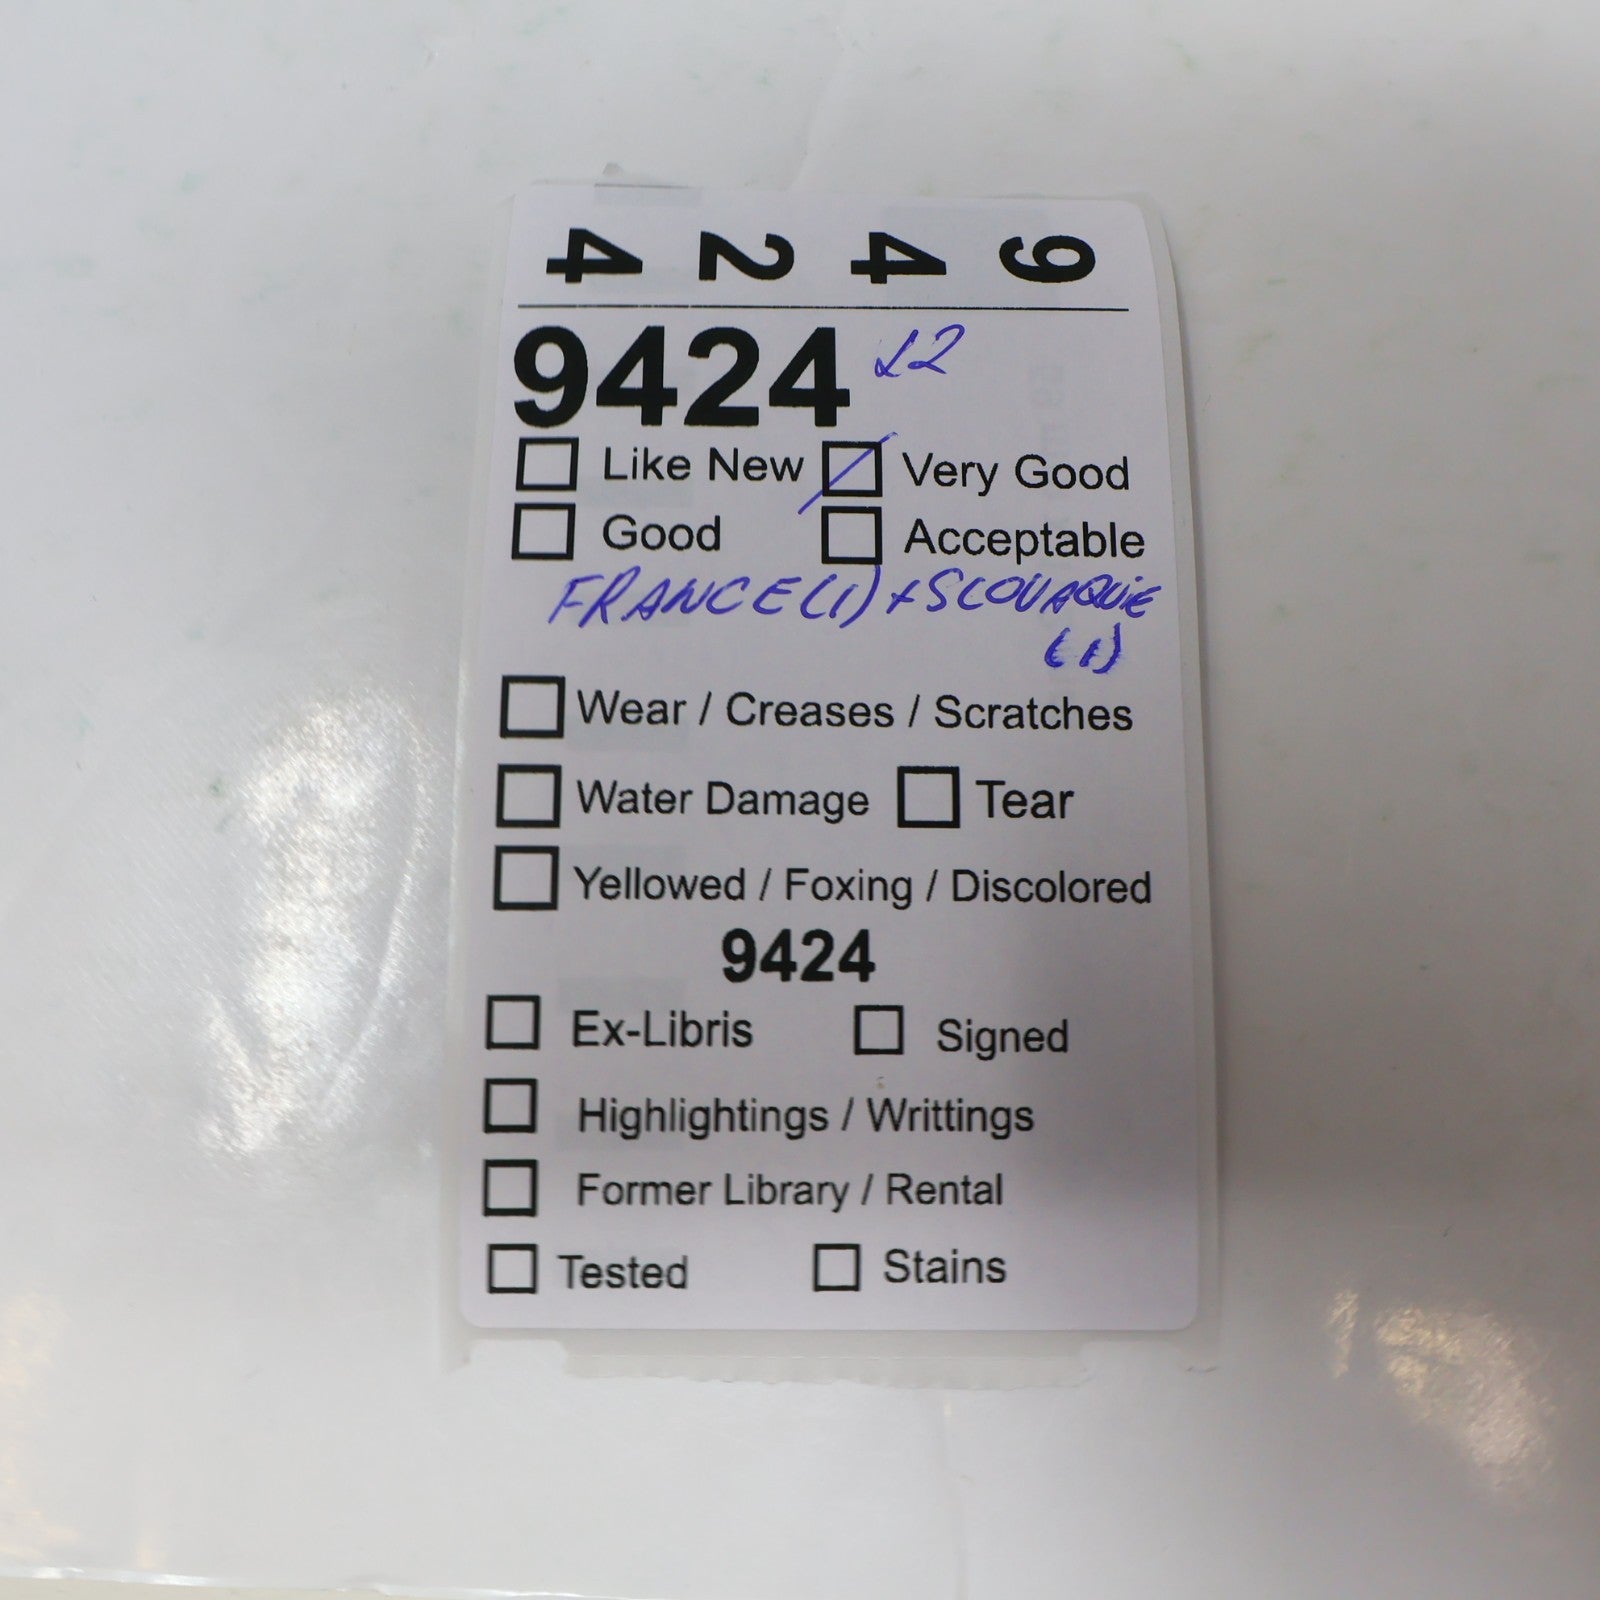 9 4 2 4
9424 L2
Like New Very Good
Good Acceptable
FRANCE(1)+SLOVAQUIE
(1)
Wear / Creases / Scratches
Water Damage Tear
Yellowed / Foxing / Discolored
9424
Ex-Libris Signed
Highlightings / Writtings
Former Library / Rental
Tested Stains